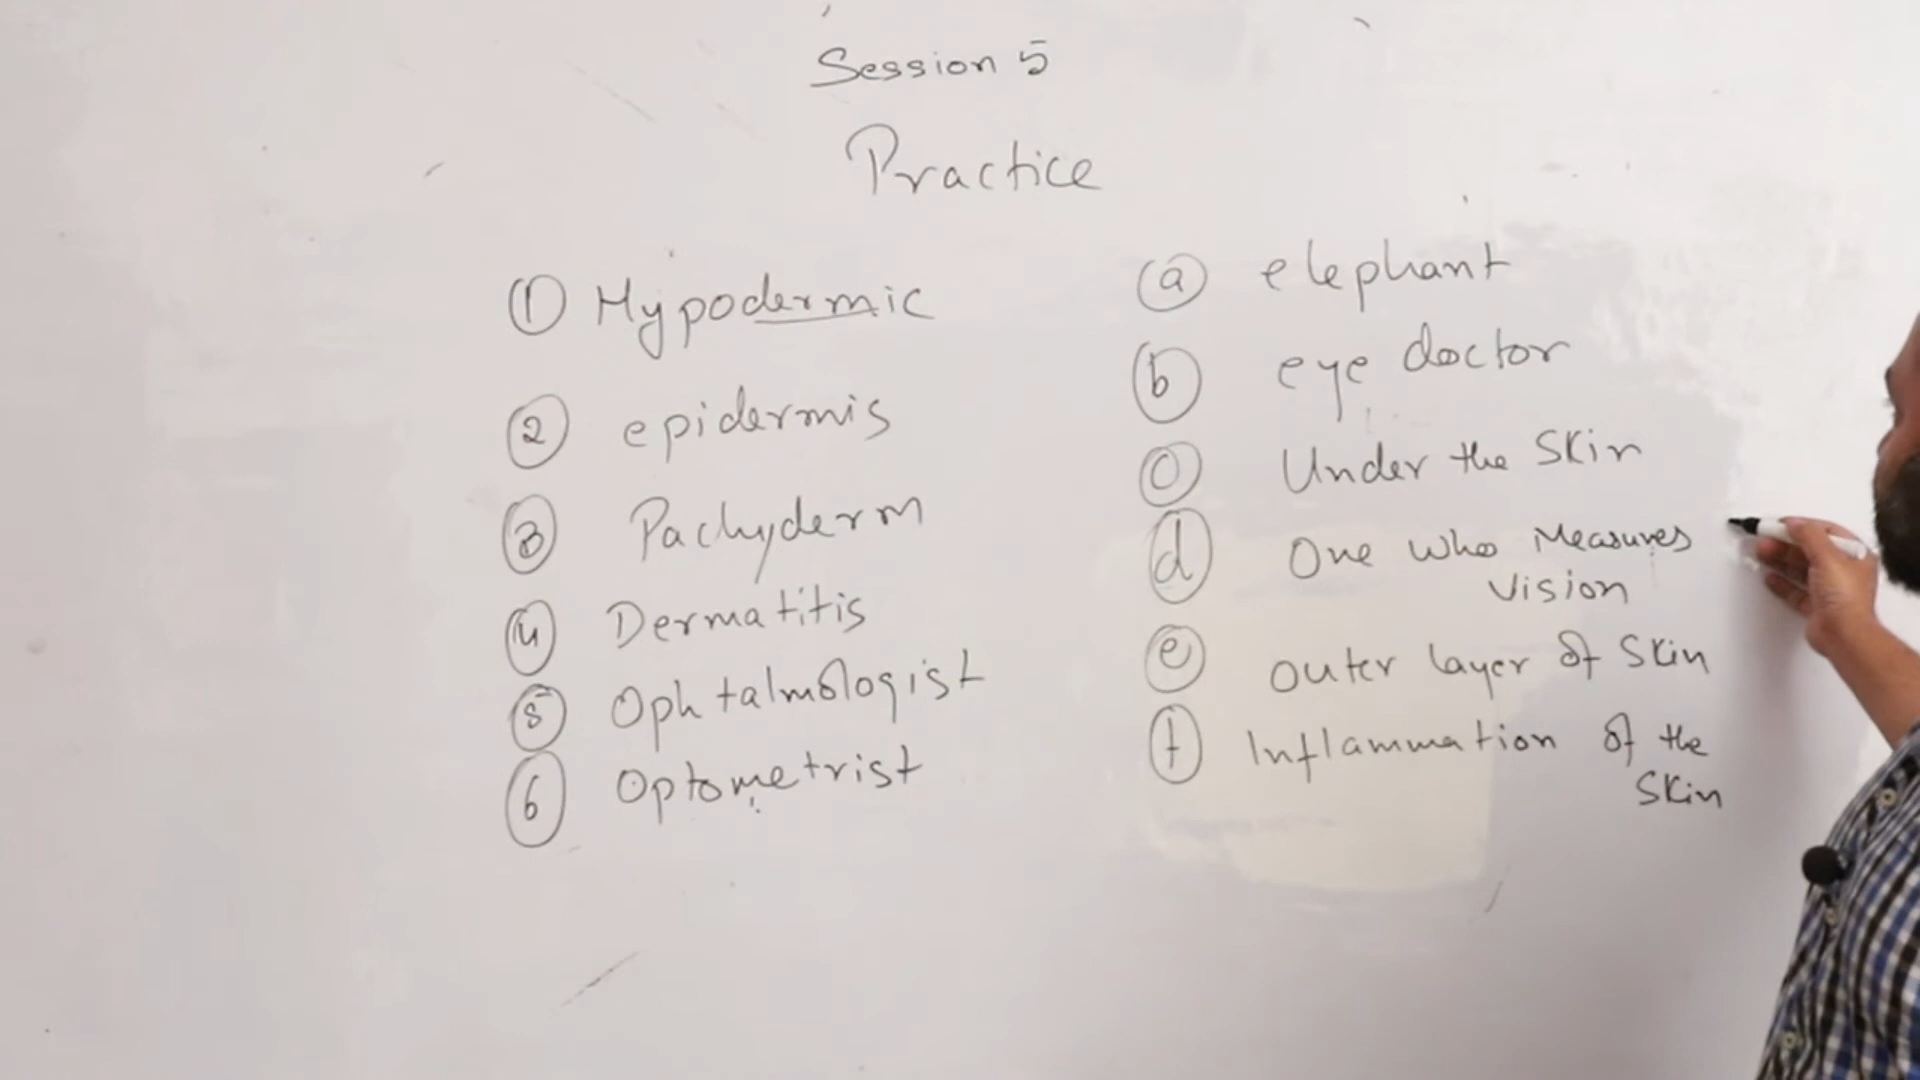 Session 5
Practice
1 Hypodermic
2 epidermis
3 Pachyderm
4 Dermatitis
5 Ophtalmologist
6 Optometrist
a elephant
b eye doctor
c Under the Skin
d One who Measures
Vision
e outer layer of Skin
f Inflammation of the
Skin